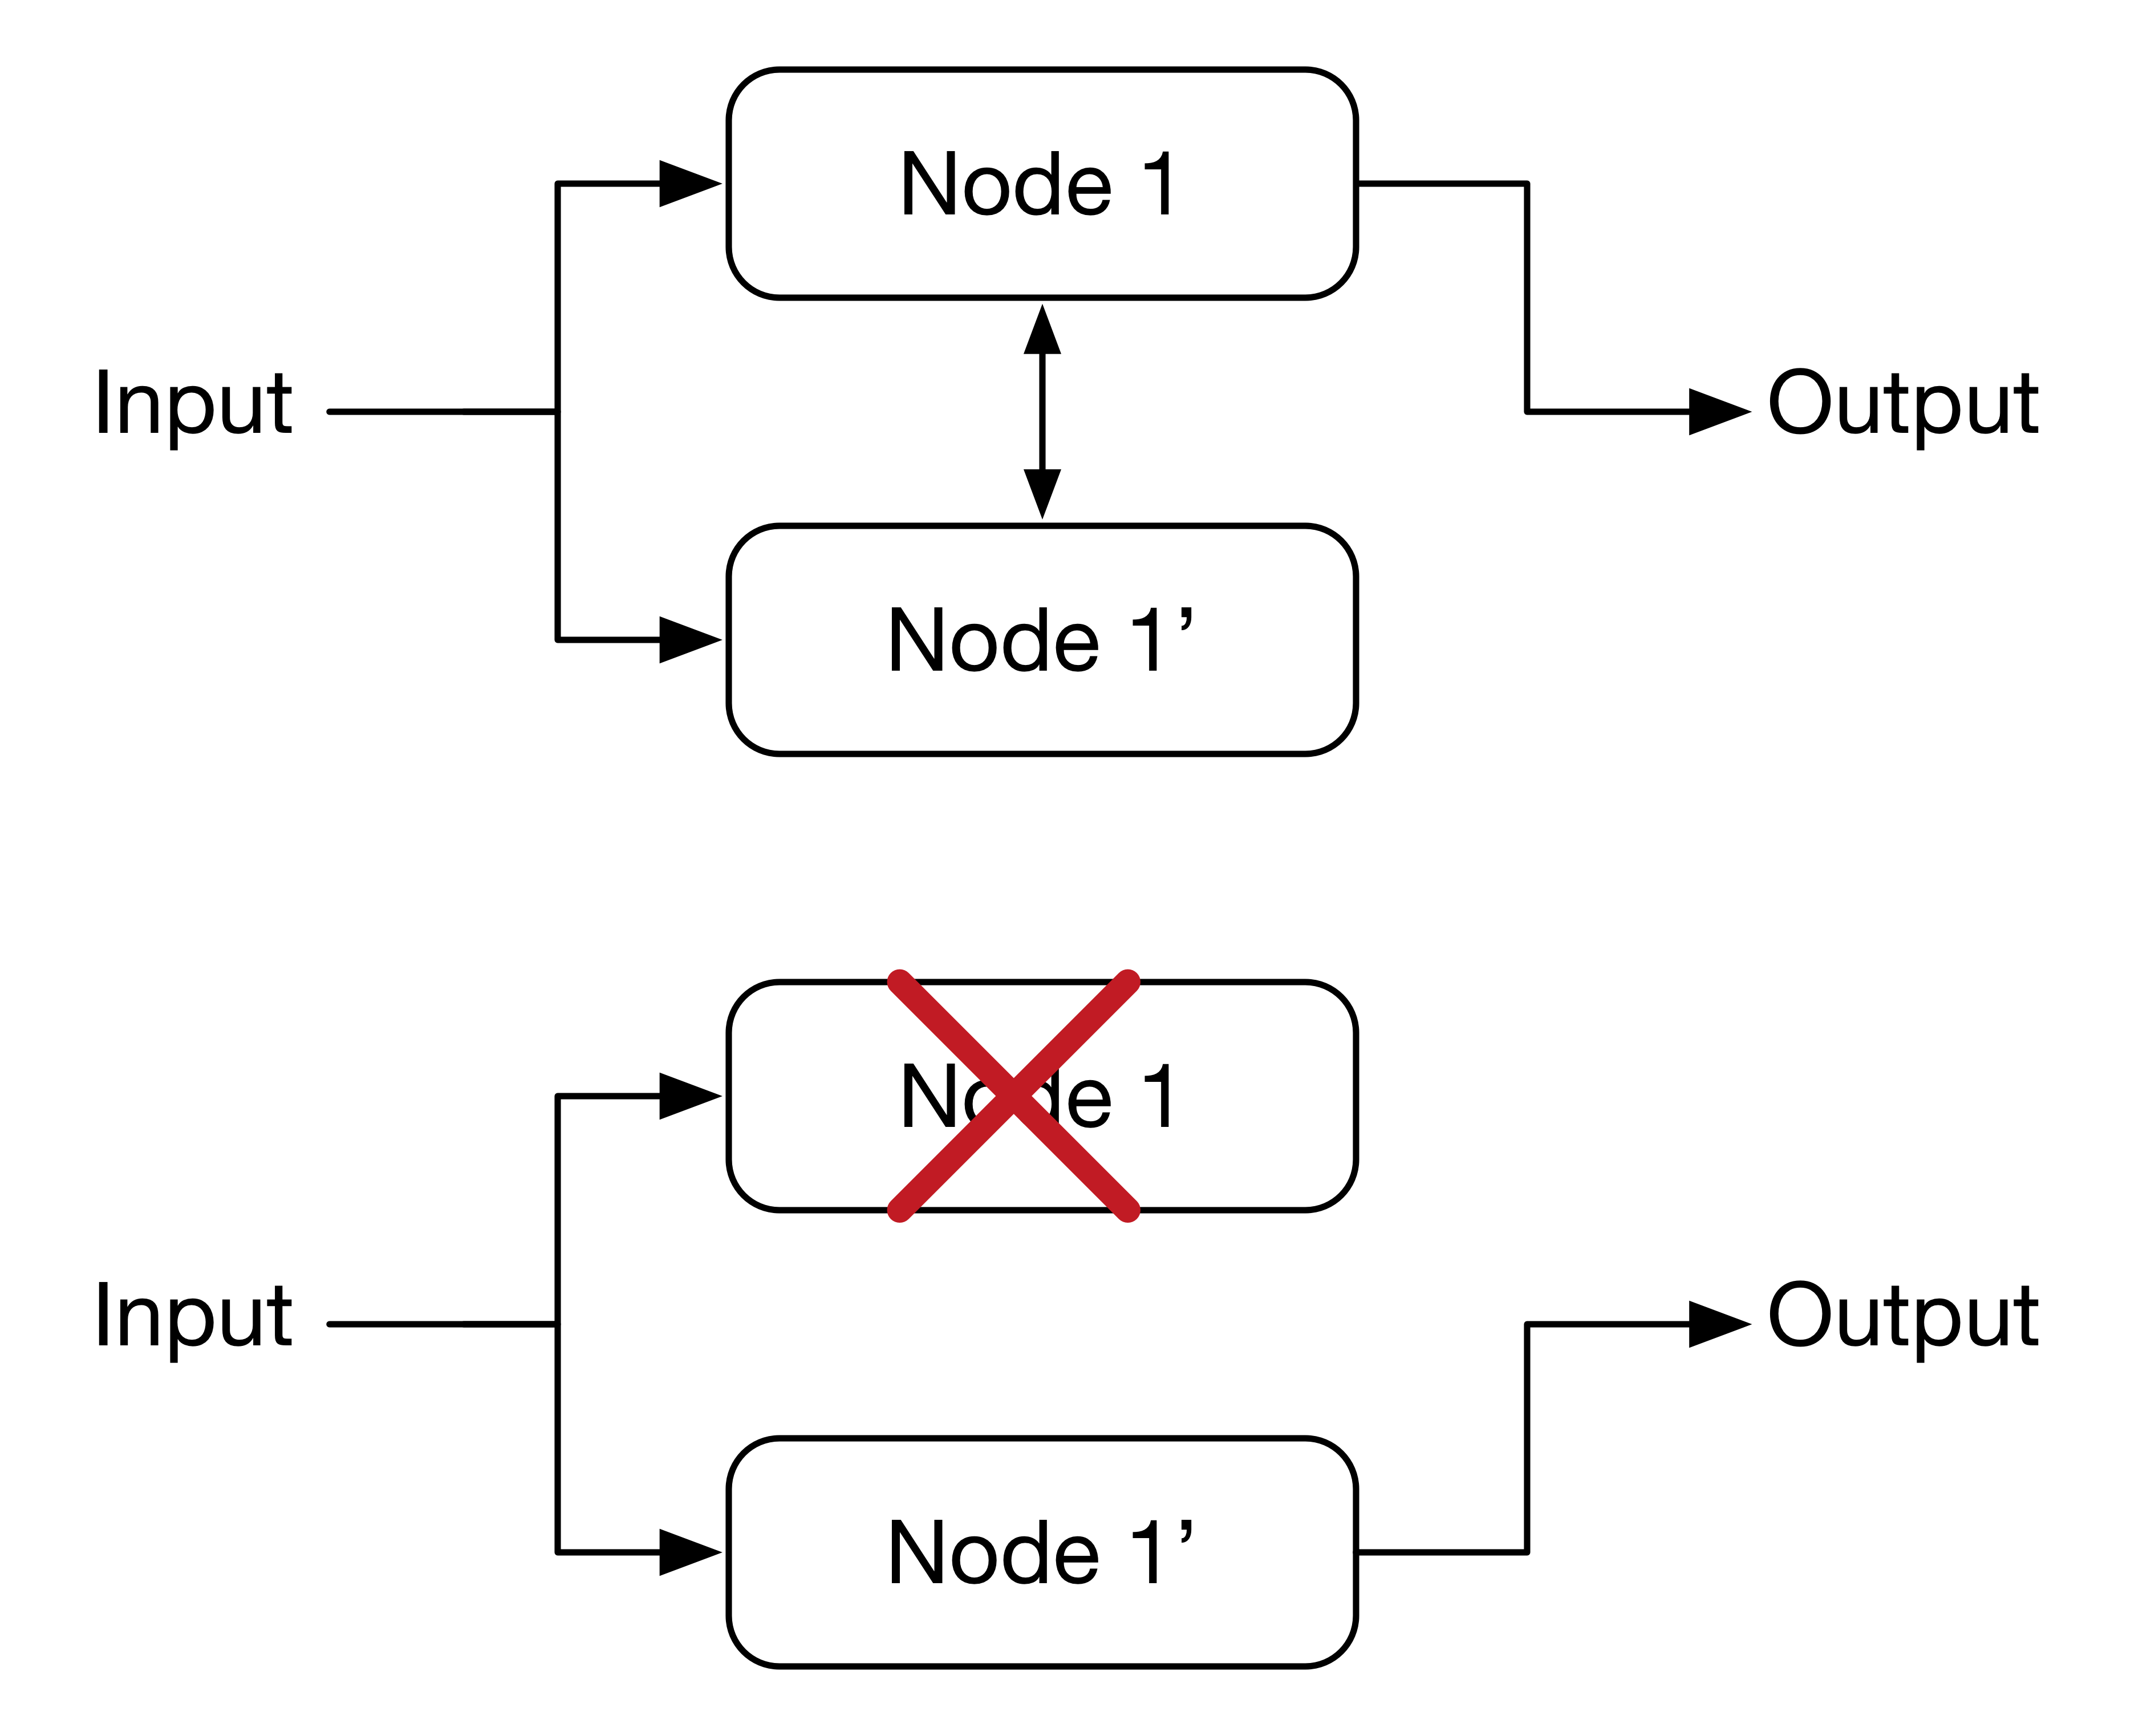 Node 1
Input
Output
Node 1’
Node 1
Input
Output
Node 1’